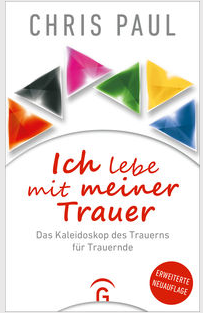 CHRIS PAUL
Ich lebe
mit meiner
Trauer
Das Kaleidoskop des Trauerns
für Trauernde
ERWEITERTE
NEUAUFLAGE
G